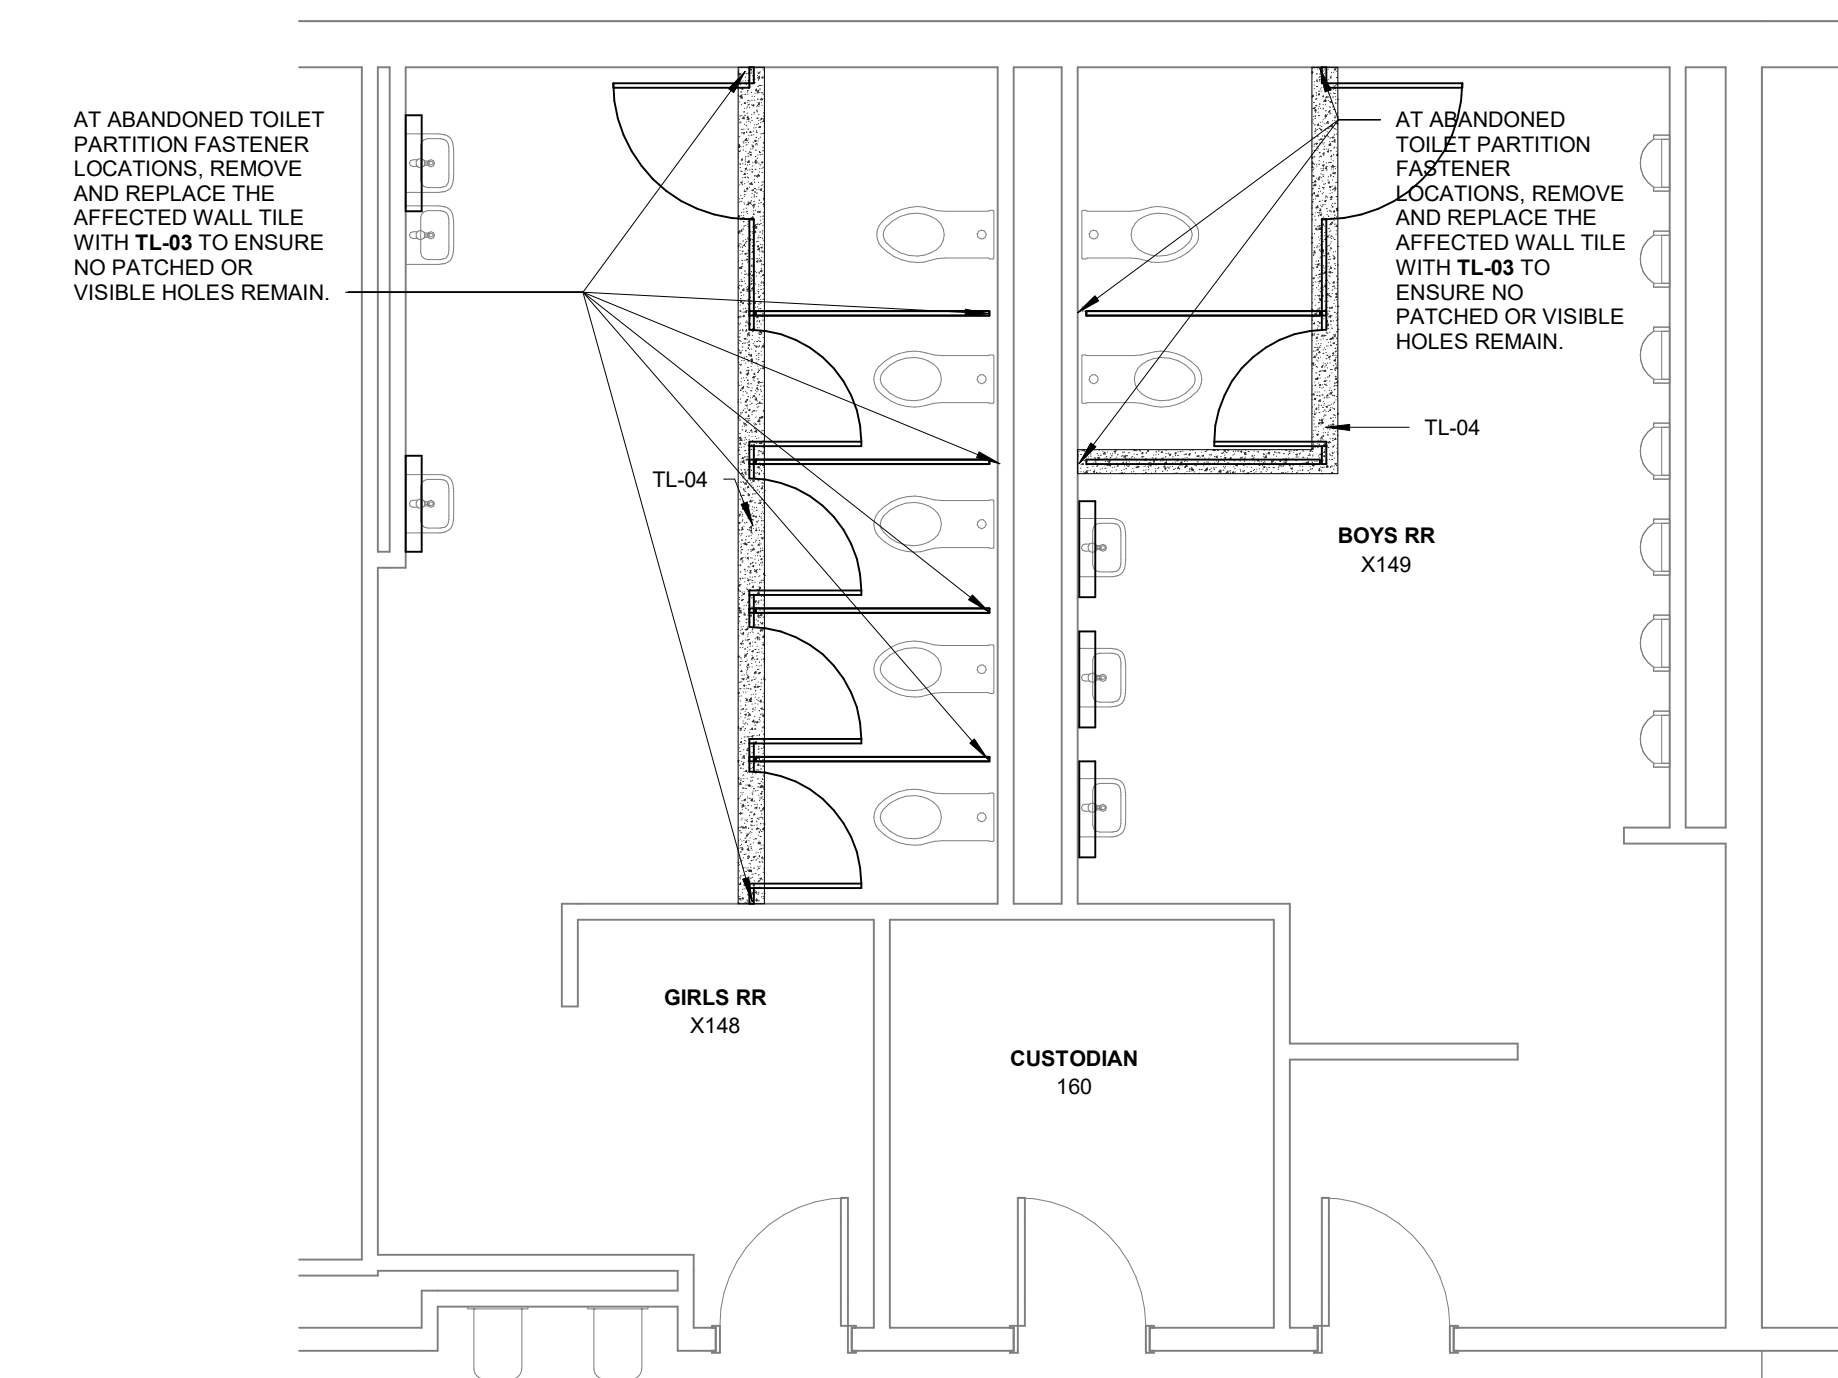 AT ABANDONED TOILET
PARTITION FASTENER
LOCATIONS, REMOVE
AND REPLACE THE
AFFECTED WALL TILE
WITH TL-03 TO ENSURE
NO PATCHED OR
VISIBLE HOLES REMAIN.
AT ABANDONED
TOILET PARTITION
FASTENER
LOCATIONS, REMOVE
AND REPLACE THE
AFFECTED WALL TILE
WITH TL-03 TO
ENSURE NO
PATCHED OR VISIBLE
HOLES REMAIN.
TL-04
TL-04
BOYS RR
X149
GIRLS RR
X148
CUSTODIAN
160